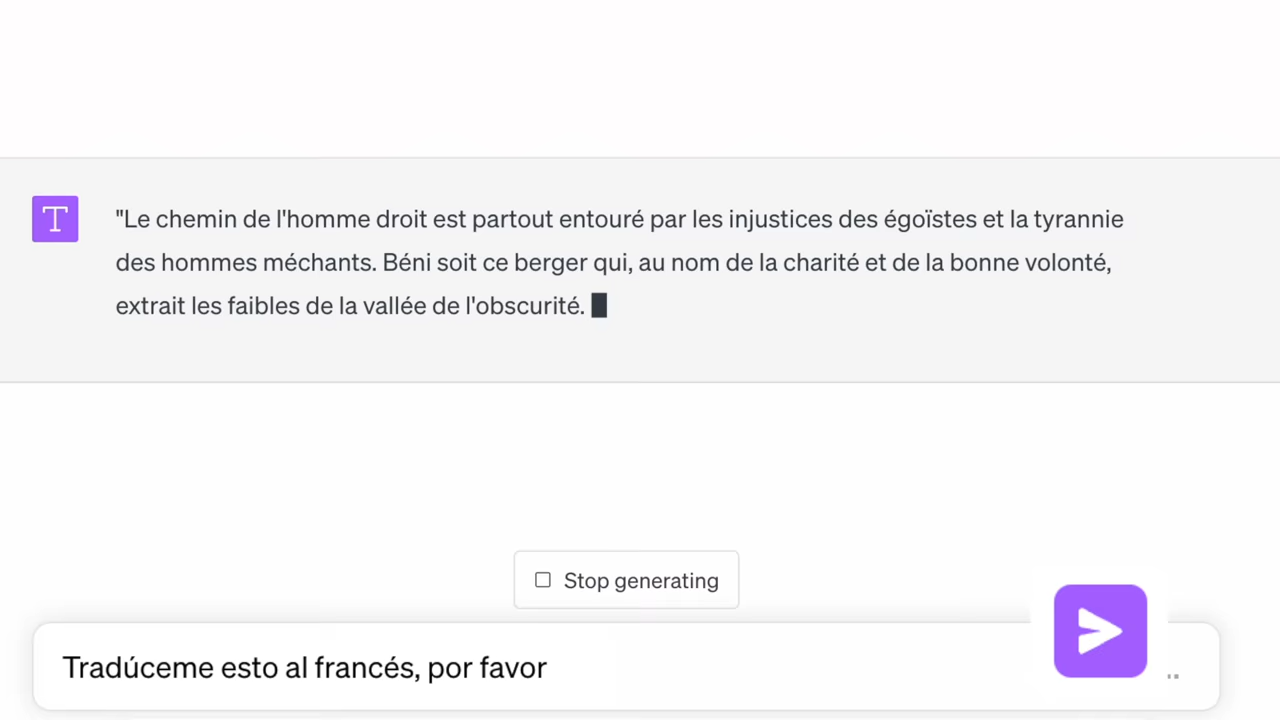 T
"Le chemin de l'homme droit est partout entouré par les injustices des égoïstes et la tyrannie
des hommes méchants. Béni soit ce berger qui, au nom de la charité et de la bonne volonté,
extrait les faibles de la vallée de l'obscurité.
Stop generating
Tradúceme esto al francés, por favor